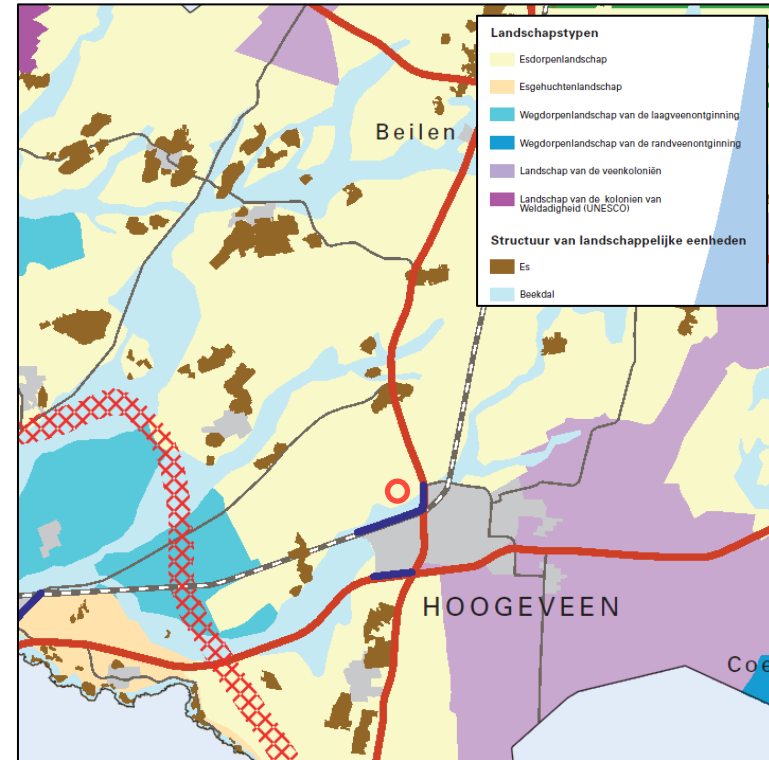 Landschapstypen
Esdorpenlandschap
Esgehuchtenlandschap
Wegdorpenlandschap van de laagveenontginning
Wegdorpenlandschap van de randveenontginning
Landschap van de veenkoloniën
Landschap van de kolonien van
Weldadigheid (UNESCO)
Structuur van landschappelijke eenheden
Es
Beekdal
Beilen
HOOGEVEEN
Coe